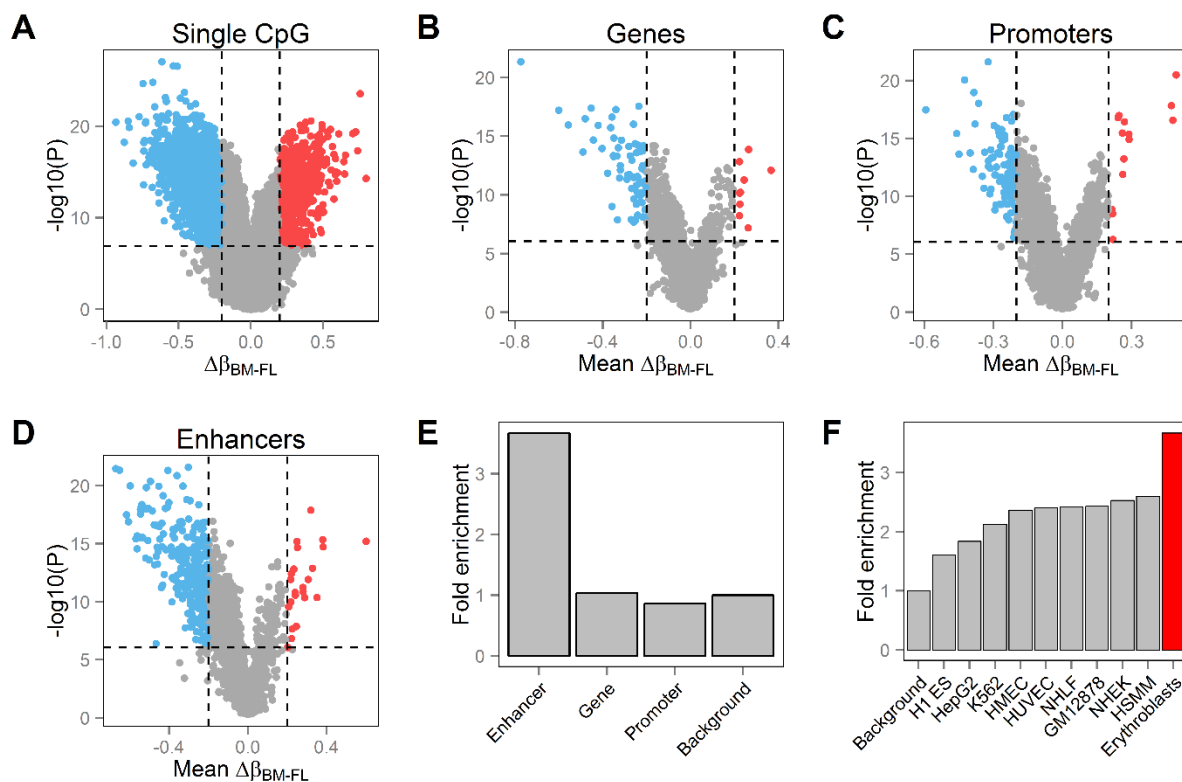 A
Single CpG
-log10(P)
20
10
0
-1.0 -0.5 0.0 0.5
ΔβBM-FL
B
Genes
-log10(P)
20
15
10
5
0
-0.8 -0.4 0.0 0.4
Mean ΔβBM-FL
C
Promoters
-log10(P)
20
15
10
5
0
-0.6 -0.3 0.0 0.3
Mean ΔβBM-FL
D
Enhancers
-log10(P)
20
15
10
5
0
-0.4 0.0 0.4
Mean ΔβBM-FL
E
Fold enrichment
3
2
1
0
Enhancer
Gene
Promoter
Background
F
Fold enrichment
3
2
1
0
Background
H1 ES
HepG2
K562
HMEC
HUVEC
NHLF
GM12878
NHEK
HSMM
Erythroblasts